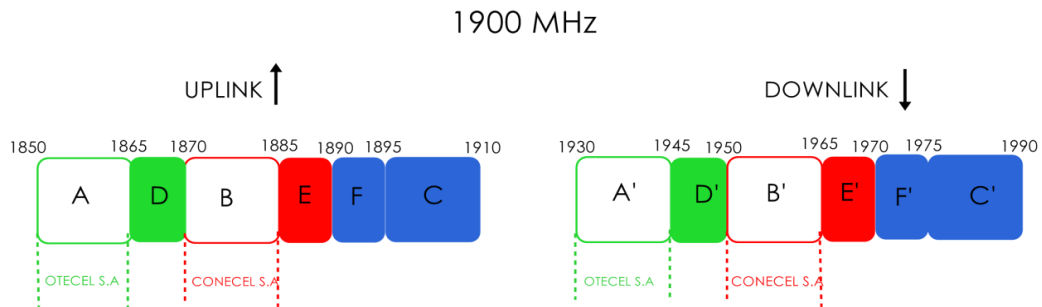 1900 MHz
UPLINK
DOWNLINK
1850 1865 1870 1885 1890 1895 1910
1930 1945 1950 1965 1970 1975 1990
A D B E F C
A' D' B' E' F' C'
OTECEL S.A CONECEL S.A
OTECEL S.A CONECEL S.A